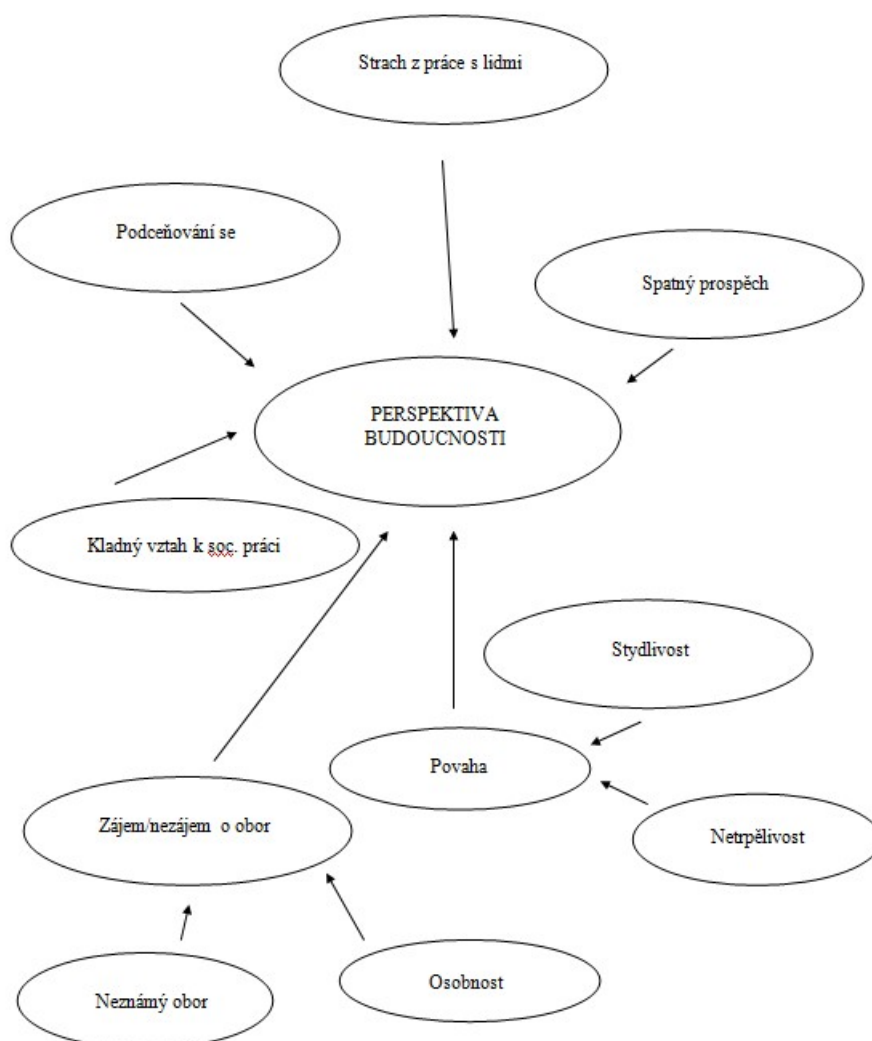 Strach z práce s lidmi
Podceňování se
Spatný prospěch
PERSPEKTIVA
BUDOUCNOSTI
Kladný vztah k soc. práci
Stydlivost
Povaha
Zájem/nezájem o obor
Netrpělivost
Osobnost
Neznámý obor